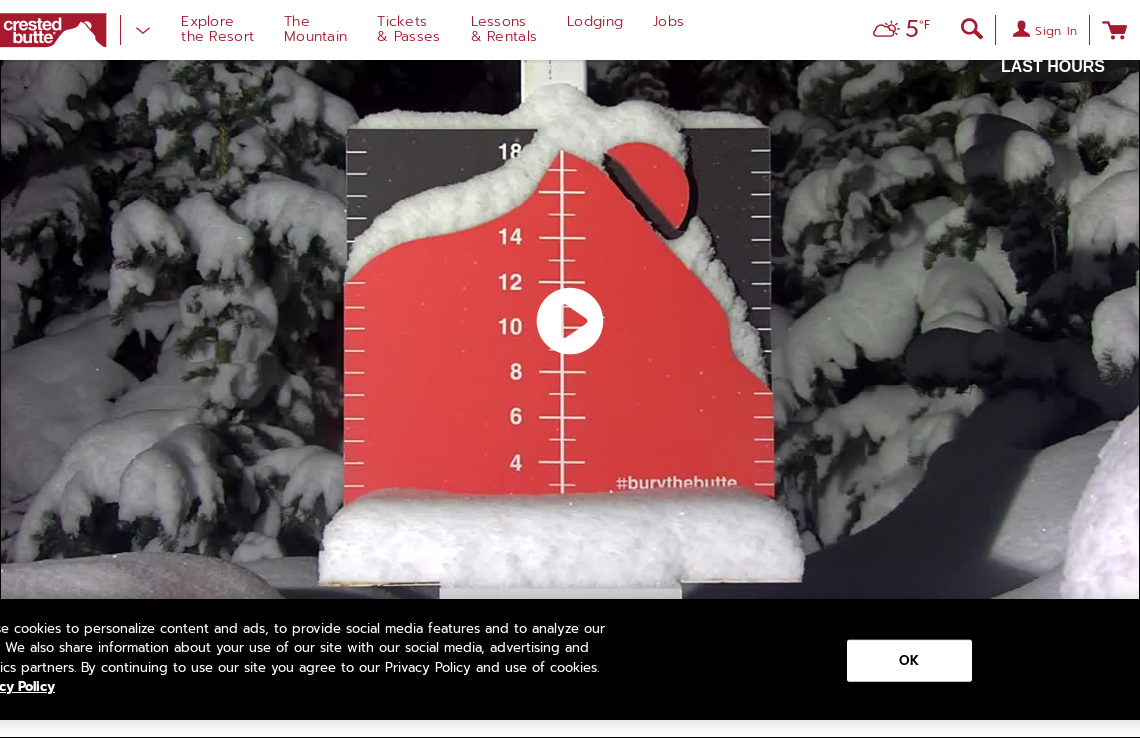 crested
butte
Explore
the Resort
The
Mountain
Tickets
& Passes
Lessons
& Rentals
Lodging
Jobs
5°F
Sign In
LAST HOURS
18
14
12
10
8
6
4
#burythebutte
cookies to personalize content and ads, to provide social media features and to analyze our
We also share information about your use of our site with our social media, advertising and
partners. By continuing to use our site you agree to our Privacy Policy and use of cookies.
Policy
OK